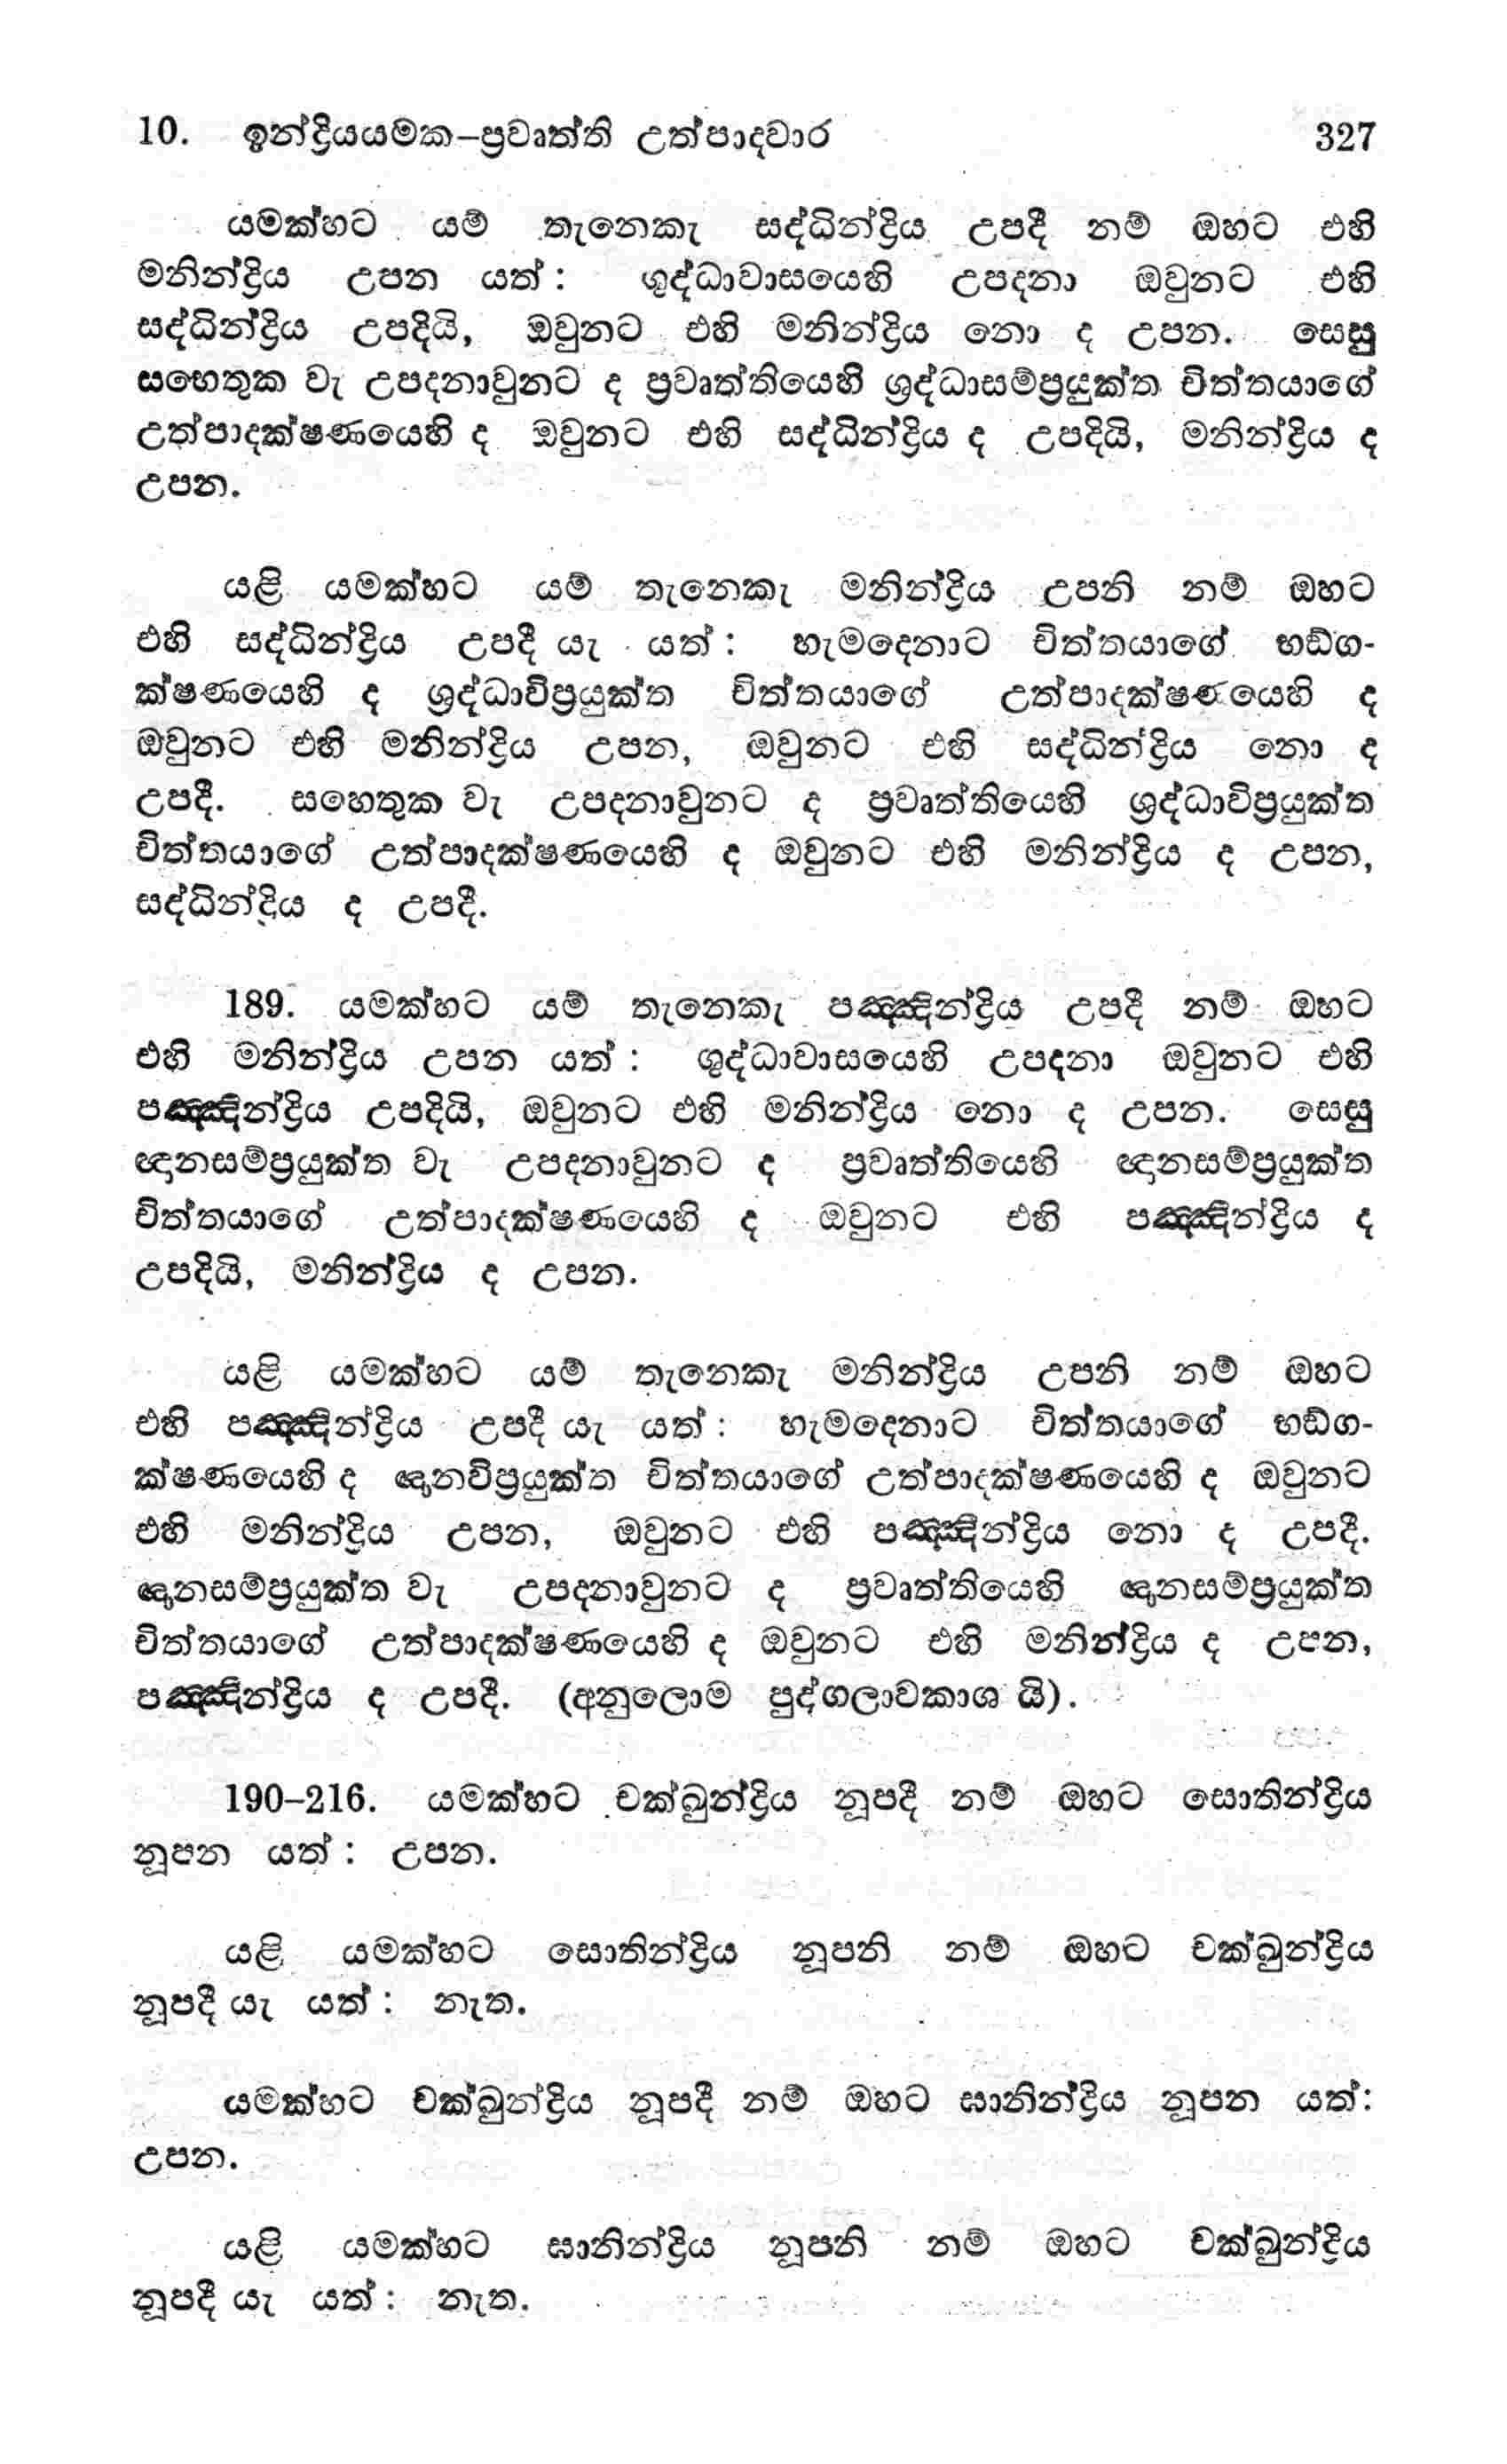 10. ඉන්ද්‍රියයමක–ප්‍රවෘත්ති උත්පාදවාර 327
යමක්හට යම් තැනෙකැ සද්ධින්ද්‍රිය උපදී නම් ඔහට එහි
මනින්ද්‍රිය උපන යත් : ශුද්ධාවාසයෙහි උපදනා ඔවුනට එහි
සද්ධින්ද්‍රිය උපදියි, ඔවුනට එහි මනින්ද්‍රිය නො ද උපන. සෙසු
සහෙතුක වැ උපදනාවුනට ද ප්‍රවෘත්තියෙහි ශ්‍රද්ධාසම්ප්‍රයුක්ත චිත්තයාගේ
උත්පාදක්ෂණයෙහි ද ඔවුනට එහි සද්ධින්ද්‍රිය ද උපදියි, මනින්ද්‍රිය ද
උපන.
යළි යමක්හට යම් තැනෙකැ මනින්ද්‍රිය උපනි නම් ඔහට
එහි සද්ධින්ද්‍රිය උපදී යැ යත් : හැමදෙනාට චිත්තයාගේ භඞ්ග-
ක්ෂණයෙහි ද ශ්‍රද්ධාවිප්‍රයුක්ත චිත්තයාගේ උත්පාදක්ෂණයෙහි ද
ඔවුනට එහි මනින්ද්‍රිය උපන, ඔවුනට එහි සද්ධින්ද්‍රිය නො ද
උපදී. සහෙතුක වැ උපදනාවුනට ද ප්‍රවෘත්තියෙහි ශ්‍රද්ධාවිප්‍රයුක්ත
චිත්තයාගේ උත්පාදක්ෂණයෙහි ද ඔවුනට එහි මනින්ද්‍රිය ද උපන,
සද්ධින්ද්‍රිය ද උපදී.
189. යමක්හට යම් තැනෙකැ පඤ්ඤින්ද්‍රිය උපදී නම් ඔහට
එහි මනින්ද්‍රිය උපන යත් : ශුද්ධාවාසයෙහි උපදනා ඔවුනට එහි
පඤ්ඤින්ද්‍රිය උපදියි, ඔවුනට එහි මනින්ද්‍රිය නො ද උපන. සෙසු
ඥානසම්ප්‍රයුක්ත වැ උපදනාවුනට ද ප්‍රවෘත්තියෙහි ඥානසම්ප්‍රයුක්ත
චිත්තයාගේ උත්පාදක්ෂණයෙහි ද ඔවුනට එහි පඤ්ඤින්ද්‍රිය ද
උපදියි, මනින්ද්‍රිය ද උපන.
යළි යමක්හට යම් තැනෙකැ මනින්ද්‍රිය උපනි නම් ඔහට
එහි පඤ්ඤින්ද්‍රිය උපදී යැ යත් : හැමදෙනාට චිත්තයාගේ භඞ්ග-
ක්ෂණයෙහි ද ඤානවිප්‍රයුක්ත චිත්තයාගේ උත්පාදක්ෂණයෙහි ද ඔවුනට
එහි මනින්ද්‍රිය උපන, ඔවුනට එහි පඤ්ඤින්ද්‍රිය නො ද උපදී.
ඤානසම්ප්‍රයුක්ත වැ උපදනාවුනට ද ප්‍රවෘත්තියෙහි ඤානසම්ප්‍රයුක්ත
චිත්තයාගේ උත්පාදක්ෂණයෙහි ද ඔවුනට එහි මනින්ද්‍රිය ද උපන,
පඤ්ඤින්ද්‍රිය ද උපදී. (අනුලොම පුද්ගලාවකාශ යි).
190–216. යමක්හට චක්ඛුන්ද්‍රිය නූපදී නම් ඔහට සොතින්ද්‍රිය
නූපන යත් : උපන.
යළි යමක්හට සොතින්ද්‍රිය නූපනි නම් ඔහට චක්ඛුන්ද්‍රිය
නූපදී යැ යත් : නැත.
යමක්හට චක්ඛුන්ද්‍රිය නූපදී නම් ඔහට ඝානින්ද්‍රිය නූපන යත්:
උපන.
යළි යමක්හට ඝානින්ද්‍රිය නූපනි නම් ඔහට චක්ඛුන්ද්‍රිය
නූපදී යැ යත් : නැත.